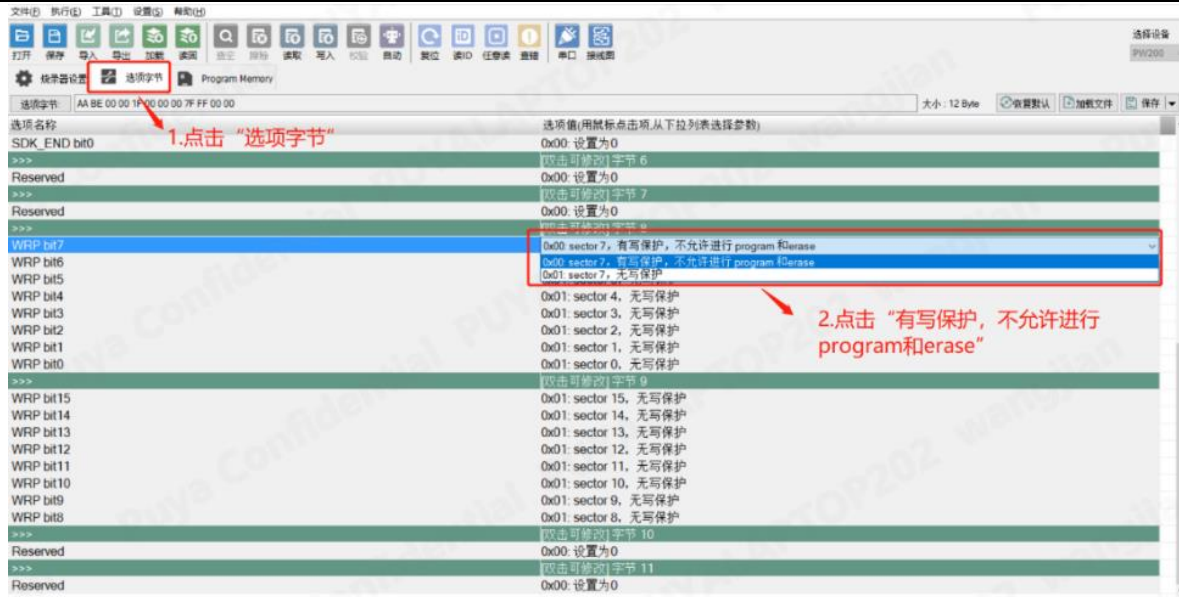 文件(F) 执行(E) 工具(T) 设置(S) 帮助(H)
打开 保存 导入 导出 加载 读回 查空 擦除 读取 写入 校验 自动 复位 读ID 任意读 查错 串口 接线图
选择设备
PW200
烧录器设置 选项字节 Program Memory
选项字节: AA BE 00 00 1F 00 00 00 7F FF 00 00 大小 : 12 Byte 恢复默认 加载文件 保存
选项名称 选项值(用鼠标点击项,从下拉列表选择参数)
1.点击“选项字节”
SDK_END bit0 0x00: 设置为0
>>> [双击可修改] 字节 6
Reserved 0x00: 设置为0
>>> [双击可修改] 字节 7
Reserved 0x00: 设置为0
>>> [双击可修改] 字节 8
WRP bit7 0x00: sector 7，有写保护，不允许进行 program 和erase
WRP bit6 0x00: sector 7，有写保护，不允许进行 program 和erase
0x01: sector 7，无写保护
WRP bit5
WRP bit4 0x01: sector 4，无写保护
WRP bit3 0x01: sector 3，无写保护
WRP bit2 0x01: sector 2，无写保护
WRP bit1 0x01: sector 1，无写保护
WRP bit0 0x01: sector 0，无写保护
2.点击“有写保护，不允许进行
program和erase”
>>> [双击可修改] 字节 9
WRP bit15 0x01: sector 15，无写保护
WRP bit14 0x01: sector 14，无写保护
WRP bit13 0x01: sector 13，无写保护
WRP bit12 0x01: sector 12，无写保护
WRP bit11 0x01: sector 11，无写保护
WRP bit10 0x01: sector 10，无写保护
WRP bit9 0x01: sector 9，无写保护
WRP bit8 0x01: sector 8，无写保护
>>> [双击可修改] 字节 10
Reserved 0x00: 设置为0
>>> [双击可修改] 字节 11
Reserved 0x00: 设置为0